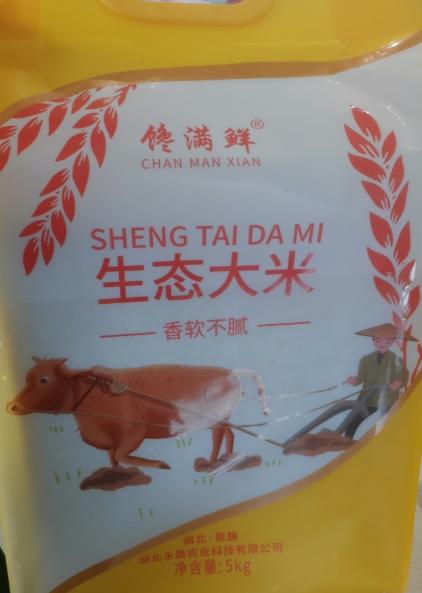 馋满鲜®
CHAN MAN XIAN
SHENG TAI DA MI
生态大米
香软不腻
湖北·恩施
湖北永晟农业科技有限公司
净含量:5kg